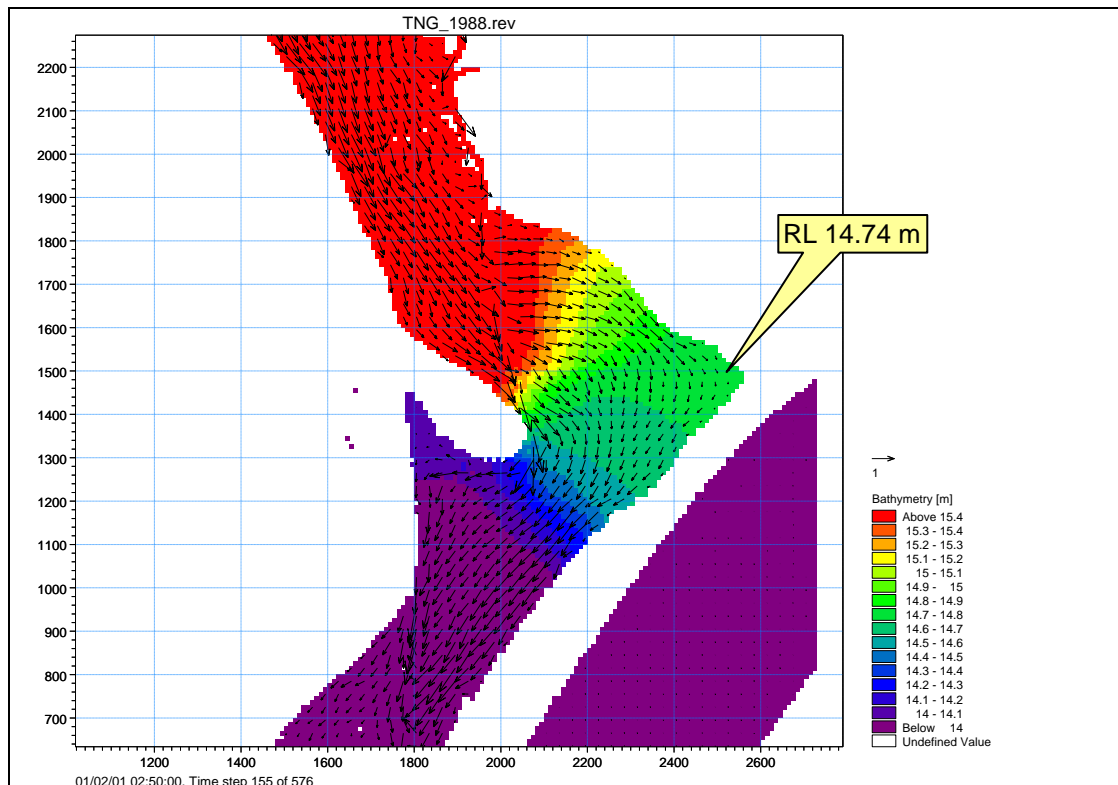 TNG_1988.rev
2200
2100
2000
1900
1800
1700
1600
1500
1400
1300
1200
1100
1000
900
800
700
1200
1400
1600
1800
2000
2200
2400
2600
RL 14.74 m
1
Bathymetry [m]
Above 15.4
15.3 - 15.4
15.2 - 15.3
15.1 - 15.2
15 - 15.1
14.9 - 15
14.8 - 14.9
14.7 - 14.8
14.6 - 14.7
14.5 - 14.6
14.4 - 14.5
14.3 - 14.4
14.2 - 14.3
14.1 - 14.2
14 - 14.1
Below 14
Undefined Value
01/02/01 02:50:00, Time step 155 of 576